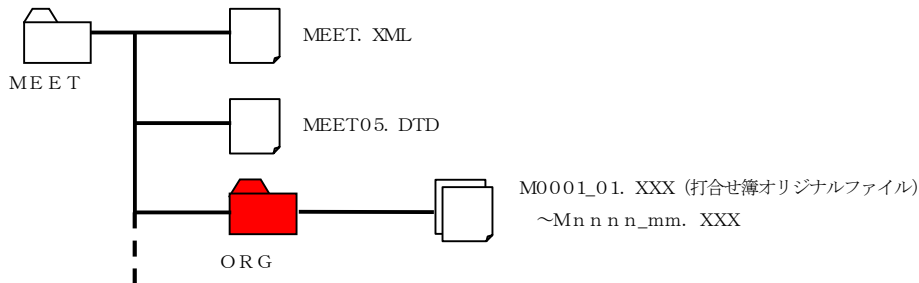 MEET. XML
ＭＥＥＴ
MEET05. DTD
M0001_01. XXX (打合せ簿オリジナルファイル)
～Mｎｎｎｎ_mm. XXX
ＯＲＧ